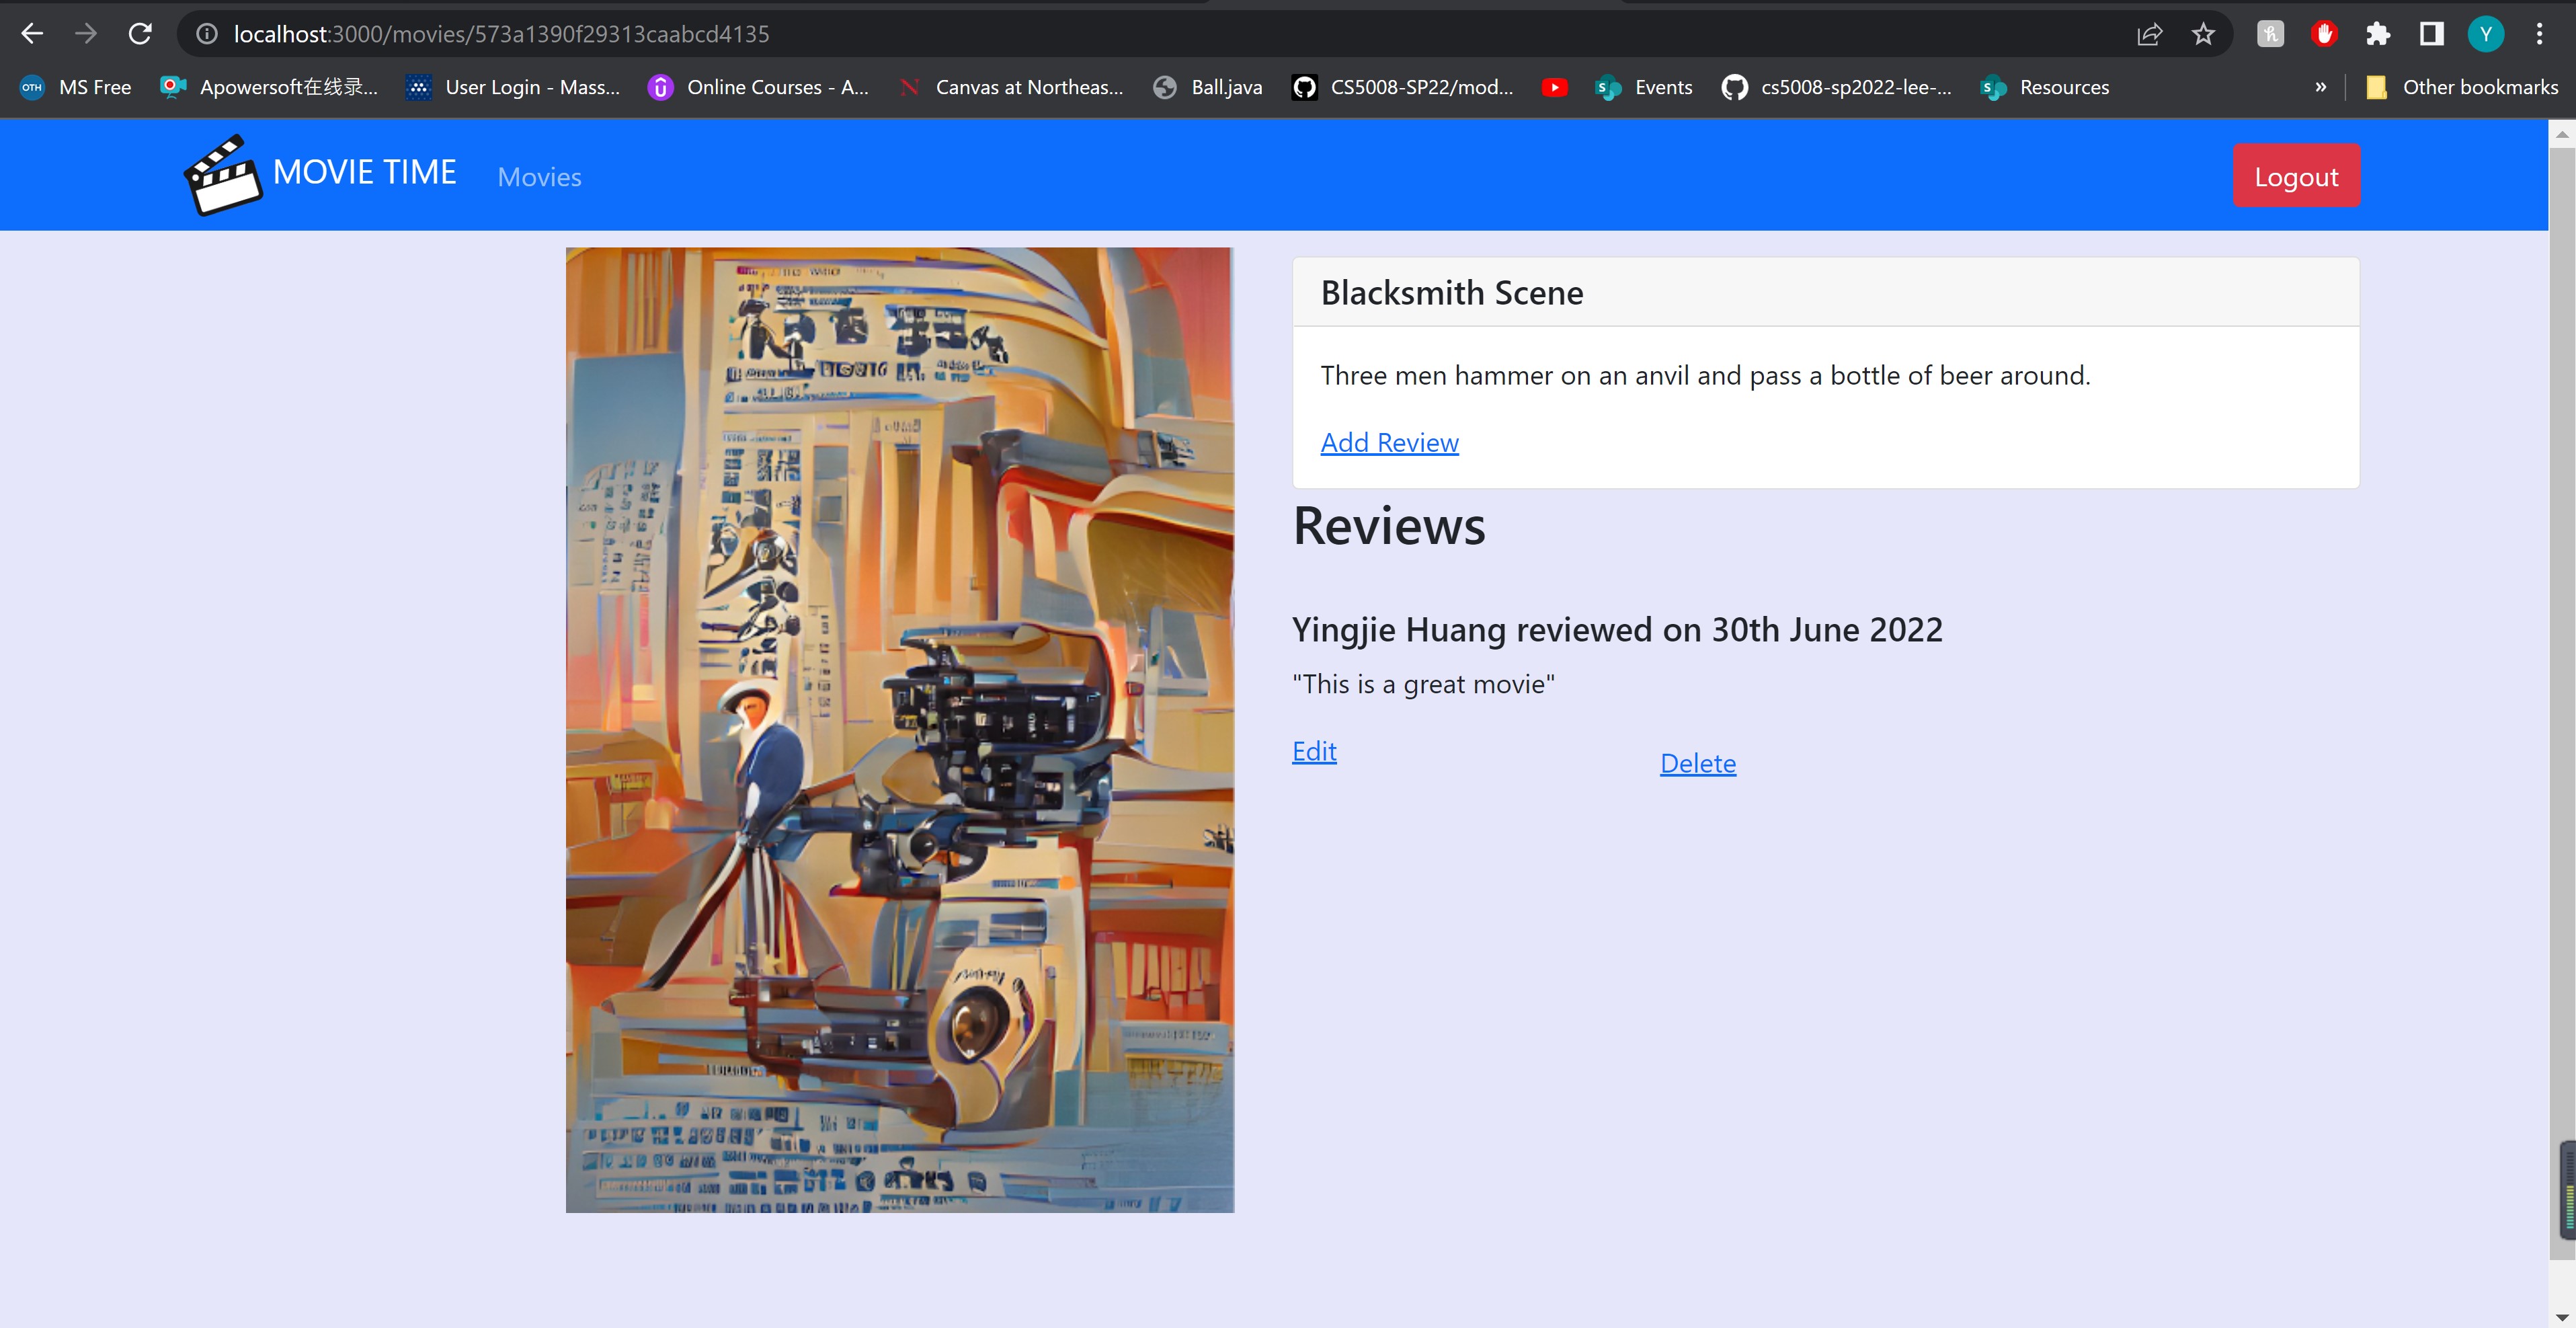 localhost:3000/movies/573a1390f29313caabcd4135
Y
OTH MS Free
Apowersoft在线录...
User Login - Mass...
Online Courses - A...
N Canvas at Northeas...
Ball.java
CS5008-SP22/mod...
Events
cs5008-sp2022-lee-...
Resources
»
Other bookmarks
MOVIE TIME
Movies
Logout
Blacksmith Scene
Three men hammer on an anvil and pass a bottle of beer around.
Add Review
Reviews
Yingjie Huang reviewed on 30th June 2022
"This is a great movie"
Edit
Delete